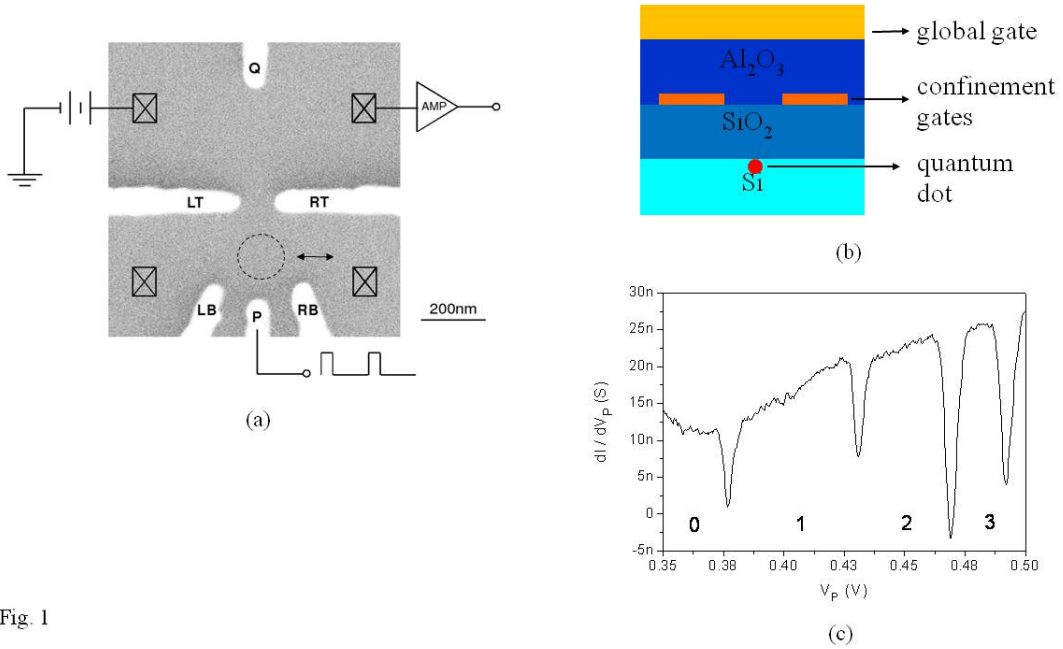 Q
AMP
LT
RT
LB
P
RB
200nm
(a)
global gate
Al2O3
confinement
gates
SiO2
quantum
dot
Si
(b)
30n
25n
20n
15n
10n
5n
0
-5n
dI / dVP (S)
0
1
2
3
0.35
0.38
0.40
0.43
0.45
0.48
0.50
VP (V)
(c)
Fig. 1